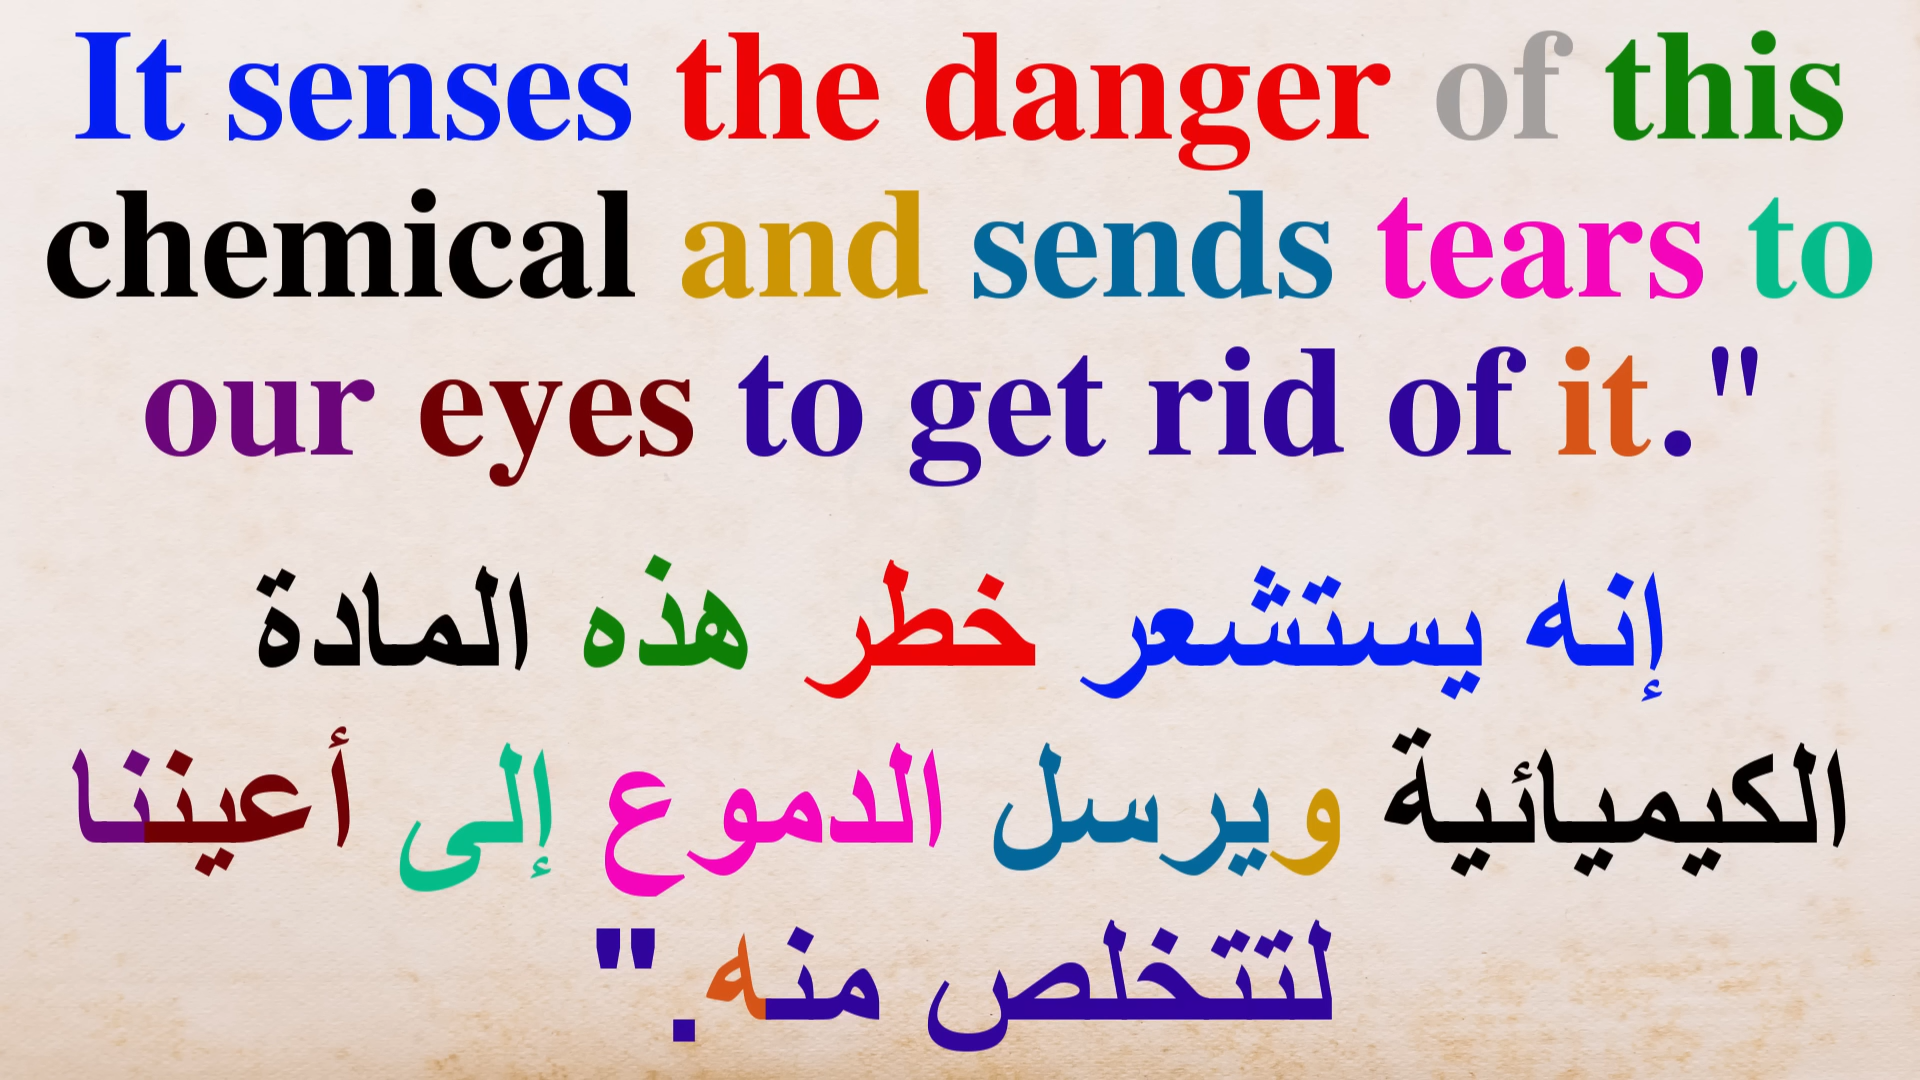 It senses the danger of this
chemical and sends tears to
our eyes to get rid of it."
إنه يستشعر خطر هذه المادة
الكيميائية ويرسل الدموع إلى أعيننا
لتتخلص منه."